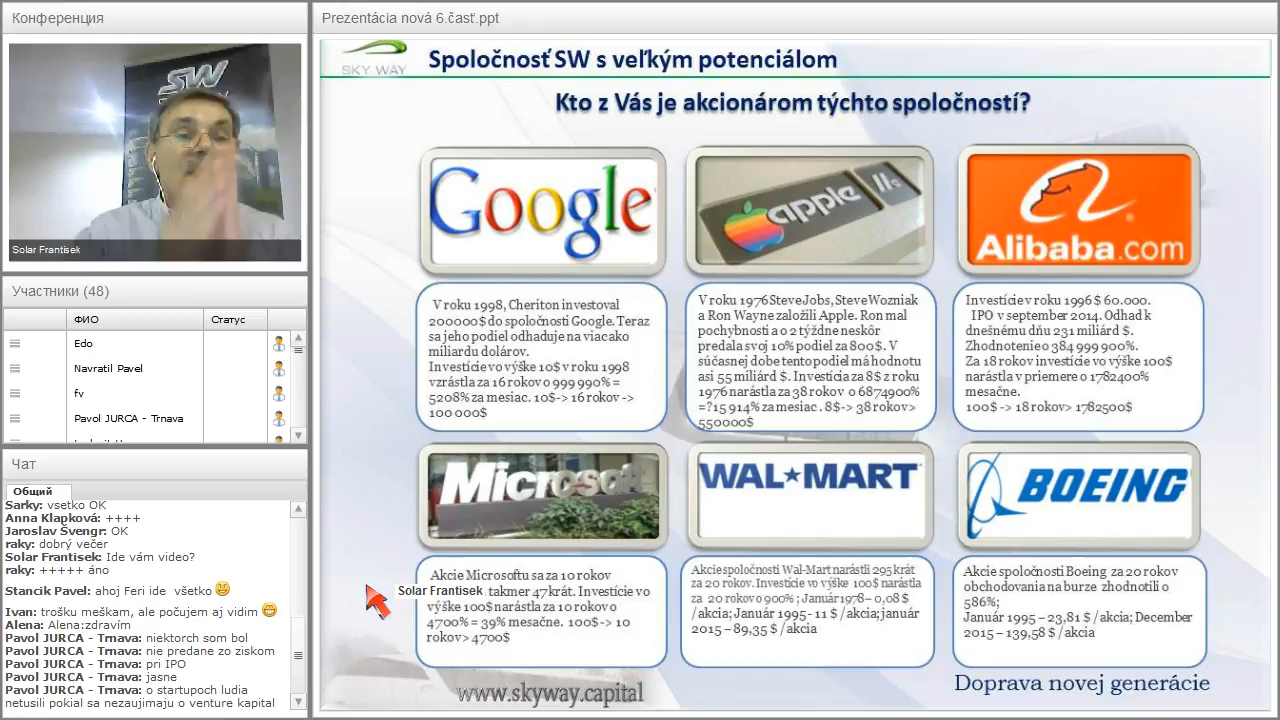 Конференция
SW
Solar Frantisek
Участники (48)
ФИО
Статус
Edo
Navratil Pavel
fv
Pavol JURCA - Trnava
Чат
Общий
Sarky: vsetko OK
Anna Klapková: ++++
Jaroslav Švengr: OK
raky: dobrý večer
Solar Frantisek: Ide vám video?
raky: +++++ áno
Stancik Pavel: ahoj Feri ide všetko
Ivan: trošku meškam, ale počujem aj vidim
Alena: Alena:zdravím
Pavol JURCA - Trnava: niektorch som bol
Pavol JURCA - Trnava: nie predane zo ziskom
Pavol JURCA - Trnava: pri IPO
Pavol JURCA - Trnava: jasne
Pavol JURCA - Trnava: o startupoch ludia
netusili pokial sa nezaujimaju o venture kapital
Prezentácia nová 6.časť.ppt
SKY WAY
Spoločnosť SW s veľkým potenciálom
Kto z Vás je akcionárom týchto spoločností?
Google
V roku 1998, Cheriton investoval
200000$ do spoločnosti Google. Teraz
sa jeho podiel odhaduje na viac ako
miliardu dolárov.
Investície vo výške 10$ v roku 1998
vzrástla za 16 rokov o 999 990% =
5208% za mesiac. 10$-> 16 rokov ->
100 000$
apple
V roku 1976 Steve Jobs, Steve Wozniak
a Ron Wayne založili Apple. Ron mal
pochybnosti a o 2 týždne neskôr
predala svoj 10% podiel za 800$. V
súčasnej dobe tento podiel má hodnotu
asi 55 miliárd $. Investícia za 8$ z roku
1976 narástla za 38 rokov o 6874900%
=?15 914% za mesiac . 8$-> 38 rokov>
550000$
Alibaba.com
Investície v roku 1996 $ 60.000.
IPO v september 2014. Odhad k
dnešnému dňu 231 miliárd $.
Zhodnotenie o 384 999 900%.
Za 18 rokov investície vo výške 100$
narástla v priemere o 1782400%
mesačne.
100$ -> 18 rokov> 1782500$
Microsoft
Akcie Microsoftu sa za 10 rokov
Solar Frantisek takmer 47krát. Investície vo
výške 100$ narástla za 10 rokov o
4700% = 39% mesačne. 100$ -> 10
rokov> 4700$
WAL★MART
Akcie spoločnosti Wal-Mart narástli 295 krát
za 20 rokov. Investície vo výške 100$ narástla
za 20 rokov o 900% ; Január 1978 – 0,08 $
/akcia; Január 1995 - 11 $ /akcia; január
2015 – 89,35 $ /akcia
BOEING
Akcie spoločnosti Boeing za 20 rokov
obchodovania na burze zhodnotili o
586%;
Január 1995 – 23,81 $ /akcia; December
2015 – 139,58 $ /akcia
www.skyway.capital
Doprava novej generácie